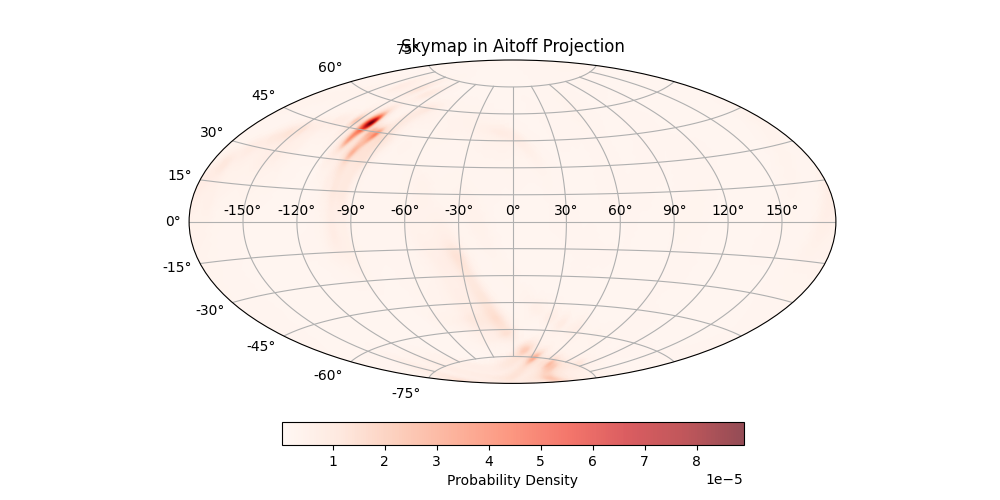 75°
Skymap in Aitoff Projection
60°
45°
30°
15°
0°
-15°
-30°
-45°
-60°
-75°
-150° -120° -90° -60° -30° 0° 30° 60° 90° 120° 150°
1 2 3 4 5 6 7 8
1e−5
Probability Density